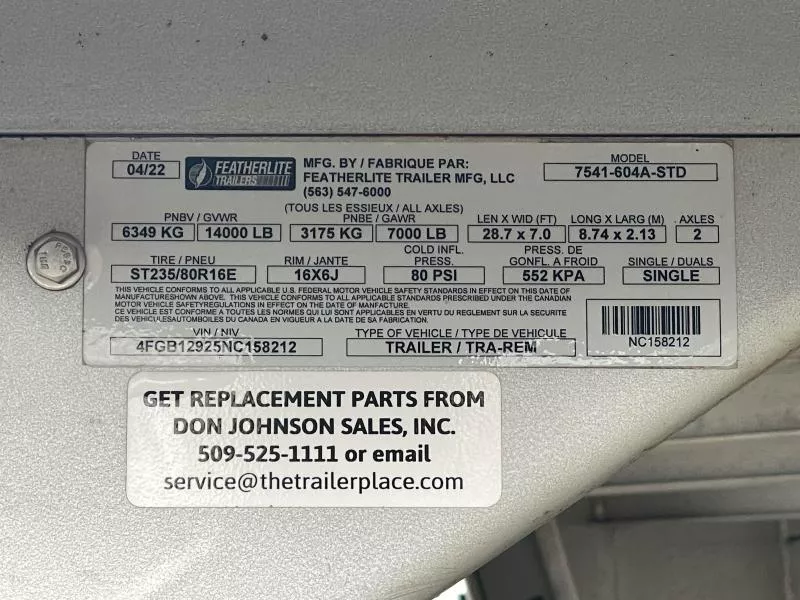 DATE
04/22
FEATHERLITE
TRAILERS
MFG. BY / FABRIQUE PAR:
FEATHERLITE TRAILER MFG, LLC
(563) 547-6000
MODEL
7541-604A-STD
(TOUS LES ESSIEUX / ALL AXLES)
PNBV / GVWR PNBE / GAWR LEN X WID (FT) LONG X LARG (M) AXLES
6349 KG 14000 LB 3175 KG 7000 LB 28.7 x 7.0 8.74 x 2.13 2
TIRE / PNEU RIM / JANTE COLD INFL. PRESS. PRESS. DE GONFL. A FROID SINGLE / DUALS
ST235/80R16E 16X6J 80 PSI 552 KPA SINGLE
THIS VEHICLE CONFORMS TO ALL APPLICABLE U.S. FEDERAL MOTOR VEHICLE SAFETY STANDARDS IN EFFECT ON THE DATE OF
MANUFACTURESHOWN ABOVE. THIS VEHICLE CONFORMS TO ALL APPLICABLE STANDARDS PRESCRIBED UNDER THE CANADIAN
MOTOR VEHICLE SAFETYREGULATIONS IN EFFECT ON THE DATE OF MANUFACTURE.
CE VEHICULE EST CONFORME A TOUTES LES NORMES QUI LUI SONT APPLICABLES EN VERTU DU REGLEMENT SUR LA SECURITE
DES VEHICULESAUTOMOBILES DU CANADA EN VIGUEUR A LA DATE DE SA FABRICATION.
VIN / NIV TYPE OF VEHICLE / TYPE DE VEHICULE
4FGB12925NC158212 TRAILER / TRA-REM
NC158212
GET REPLACEMENT PARTS FROM
DON JOHNSON SALES, INC.
509-525-1111 or email
service@thetrailerplace.com